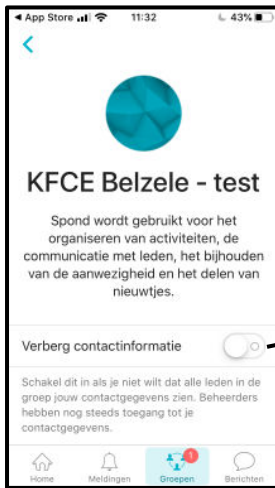 App Store 11:32 43%
KFCE Belzele - test
Spond wordt gebruikt voor het
organiseren van activiteiten, de
communicatie met leden, het bijhouden
van de aanwezigheid en het delen van
nieuwtjes.
Verberg contactinformatie
Schakel dit in als je niet wilt dat alle leden in de
groep jouw contactgegevens zien. Beheerders
hebben nog steeds toegang tot je
contactgegevens.
1
Home Meldingen Groepen Berichten